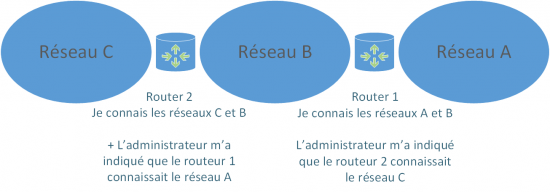 Réseau C
Réseau B
Réseau A
Router 2
Je connais les réseaux C et B
+ L'administrateur m'a
indiqué que le routeur 1
connaissait le réseau A
Router 1
Je connais les réseaux A et B
L'administrateur m'a indiqué
que le routeur 2 connaissait
le réseau C